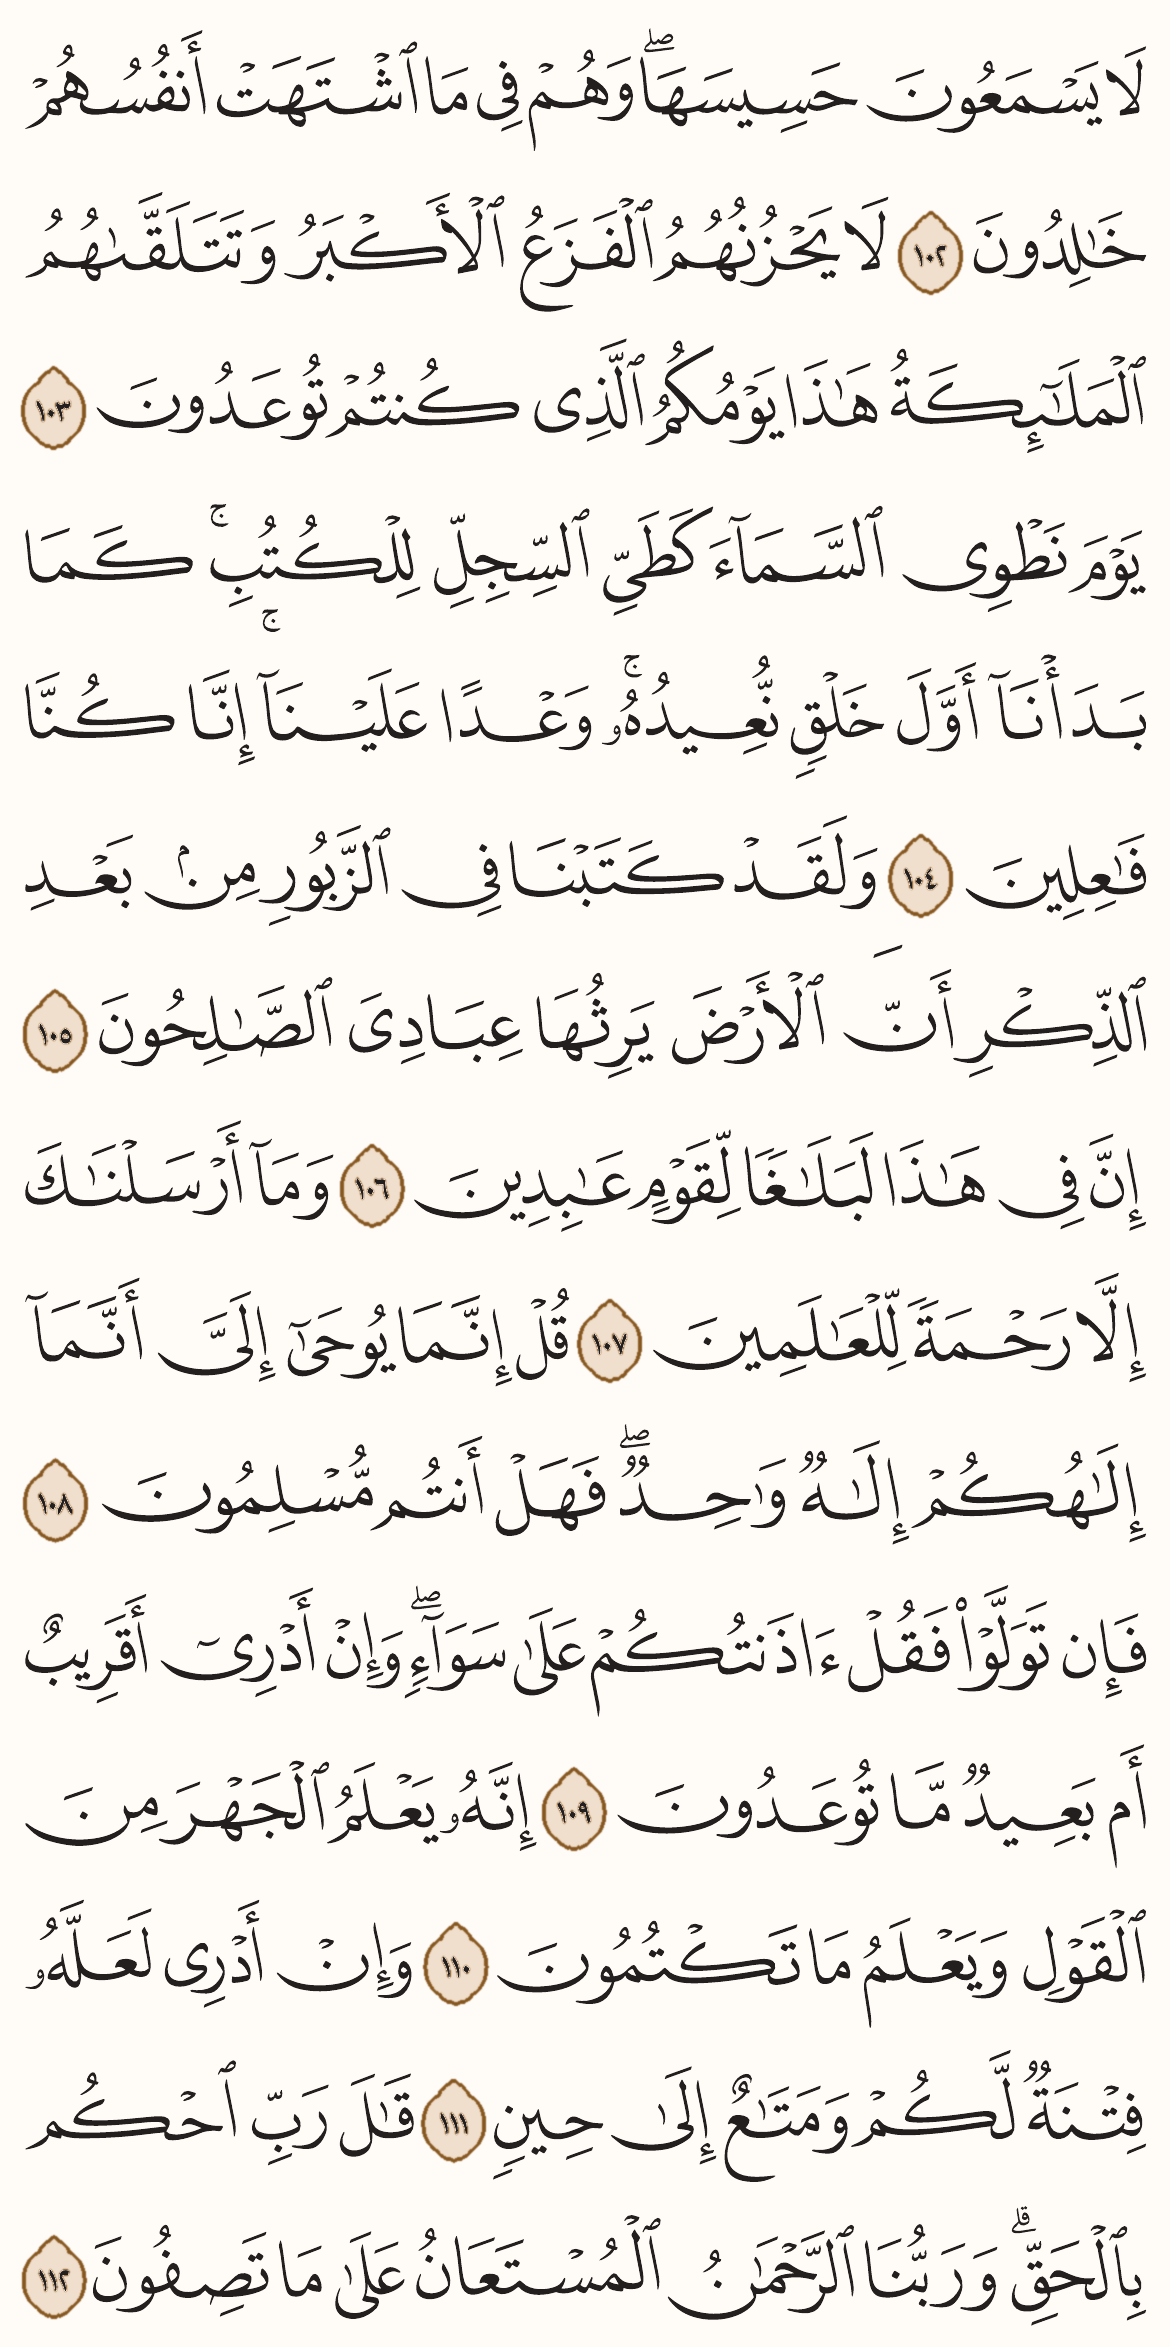 لَا يَسۡمَعُونَ حَسِيسَهَاۖ وَهُمۡ فِي مَا ٱشۡتَهَتۡ أَنفُسُهُمۡ
خَٰلِدُونَ ١٠٢ لَا يَحۡزُنُهُمُ ٱلۡفَزَعُ ٱلۡأَكۡبَرُ وَتَتَلَقَّىٰهُمُ
ٱلۡمَلَٰٓئِكَةُ هَٰذَا يَوۡمُكُمُ ٱلَّذِي كُنتُمۡ تُوعَدُونَ ١٠٣
يَوۡمَ نَطۡوِي ٱلسَّمَآءَ كَطَيِّ ٱلسِّجِلِّ لِلۡكُتُبِۚ كَمَا
بَدَأۡنَآ أَوَّلَ خَلۡقٖ نُّعِيدُهُۥۚ وَعۡدًا عَلَيۡنَآۚ إِنَّا كُنَّا
فَٰعِلِينَ ١٠٤ وَلَقَدۡ كَتَبۡنَا فِي ٱلزَّبُورِ مِنۢ بَعۡدِ
ٱلذِّكۡرِ أَنَّ ٱلۡأَرۡضَ يَرِثُهَا عِبَادِيَ ٱلصَّٰلِحُونَ ١٠٥
إِنَّ فِي هَٰذَا لَبَلَٰغٗا لِّقَوۡمٍ عَٰبِدِينَ ١٠٦ وَمَآ أَرۡسَلۡنَٰكَ
إِلَّا رَحۡمَةٗ لِّلۡعَٰلَمِينَ ١٠٧ قُلۡ إِنَّمَا يُوحَىٰٓ إِلَيَّ أَنَّمَآ
إِلَٰهُكُمۡ إِلَٰهٞ وَٰحِدٞۖ فَهَلۡ أَنتُم مُّسۡلِمُونَ ١٠٨
فَإِن تَوَلَّوۡاْ فَقُلۡ ءَاذَنتُكُمۡ عَلَىٰ سَوَآءٖۖ وَإِنۡ أَدۡرِيٓ أَقَرِيبٌ
أَم بَعِيدٞ مَّا تُوعَدُونَ ١٠٩ إِنَّهُۥ يَعۡلَمُ ٱلۡجَهۡرَ مِنَ
ٱلۡقَوۡلِ وَيَعۡلَمُ مَا تَكۡتُمُونَ ١١٠ وَإِنۡ أَدۡرِي لَعَلَّهُۥ
فِتۡنَةٞ لَّكُمۡ وَمَتَٰعٌ إِلَىٰ حِينٖ ١١١ قَٰلَ رَبِّ ٱحۡكُم
بِٱلۡحَقِّۗ وَرَبُّنَا ٱلرَّحۡمَٰنُ ٱلۡمُسۡتَعَانُ عَلَىٰ مَا تَصِفُونَ ١١٢